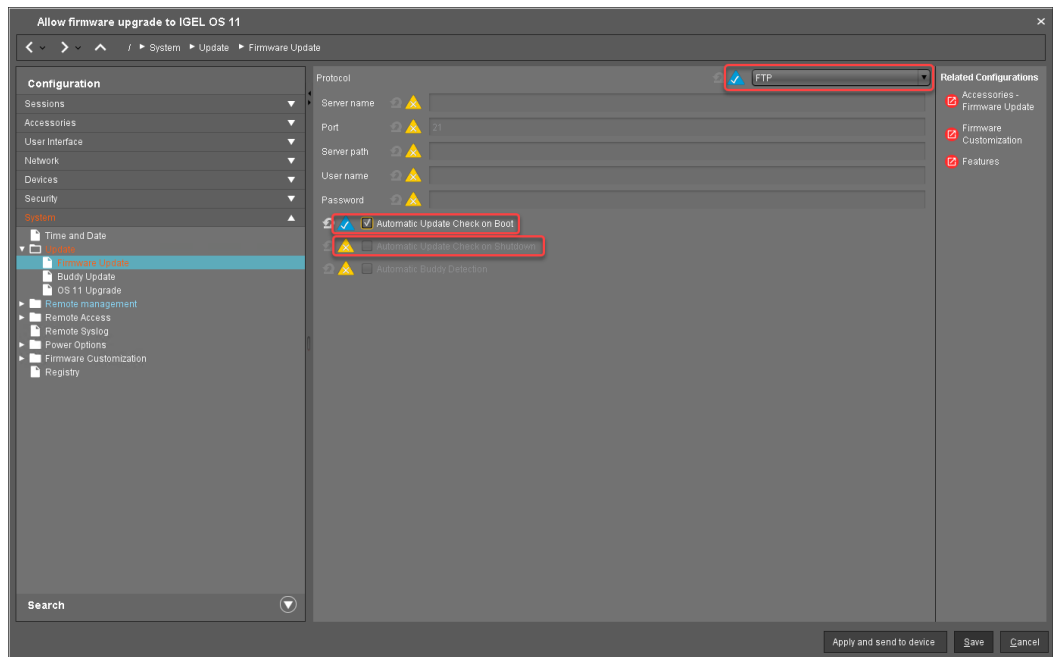 Allow firmware upgrade to IGEL OS 11
/ System Update Firmware Update
Configuration
Sessions
Accessories
User Interface
Network
Devices
Security
System
Time and Date
Update
Firmware Update
Buddy Update
OS 11 Upgrade
Remote management
Remote Access
Remote Syslog
Power Options
Firmware Customization
Registry
Search
Protocol
FTP
Server name
Port
21
Server path
User name
Password
Automatic Update Check on Boot
Automatic Update Check on Shutdown
Automatic Buddy Detection
Related Configurations
Accessories -
Firmware Update
Firmware
Customization
Features
Apply and send to device
Save
Cancel